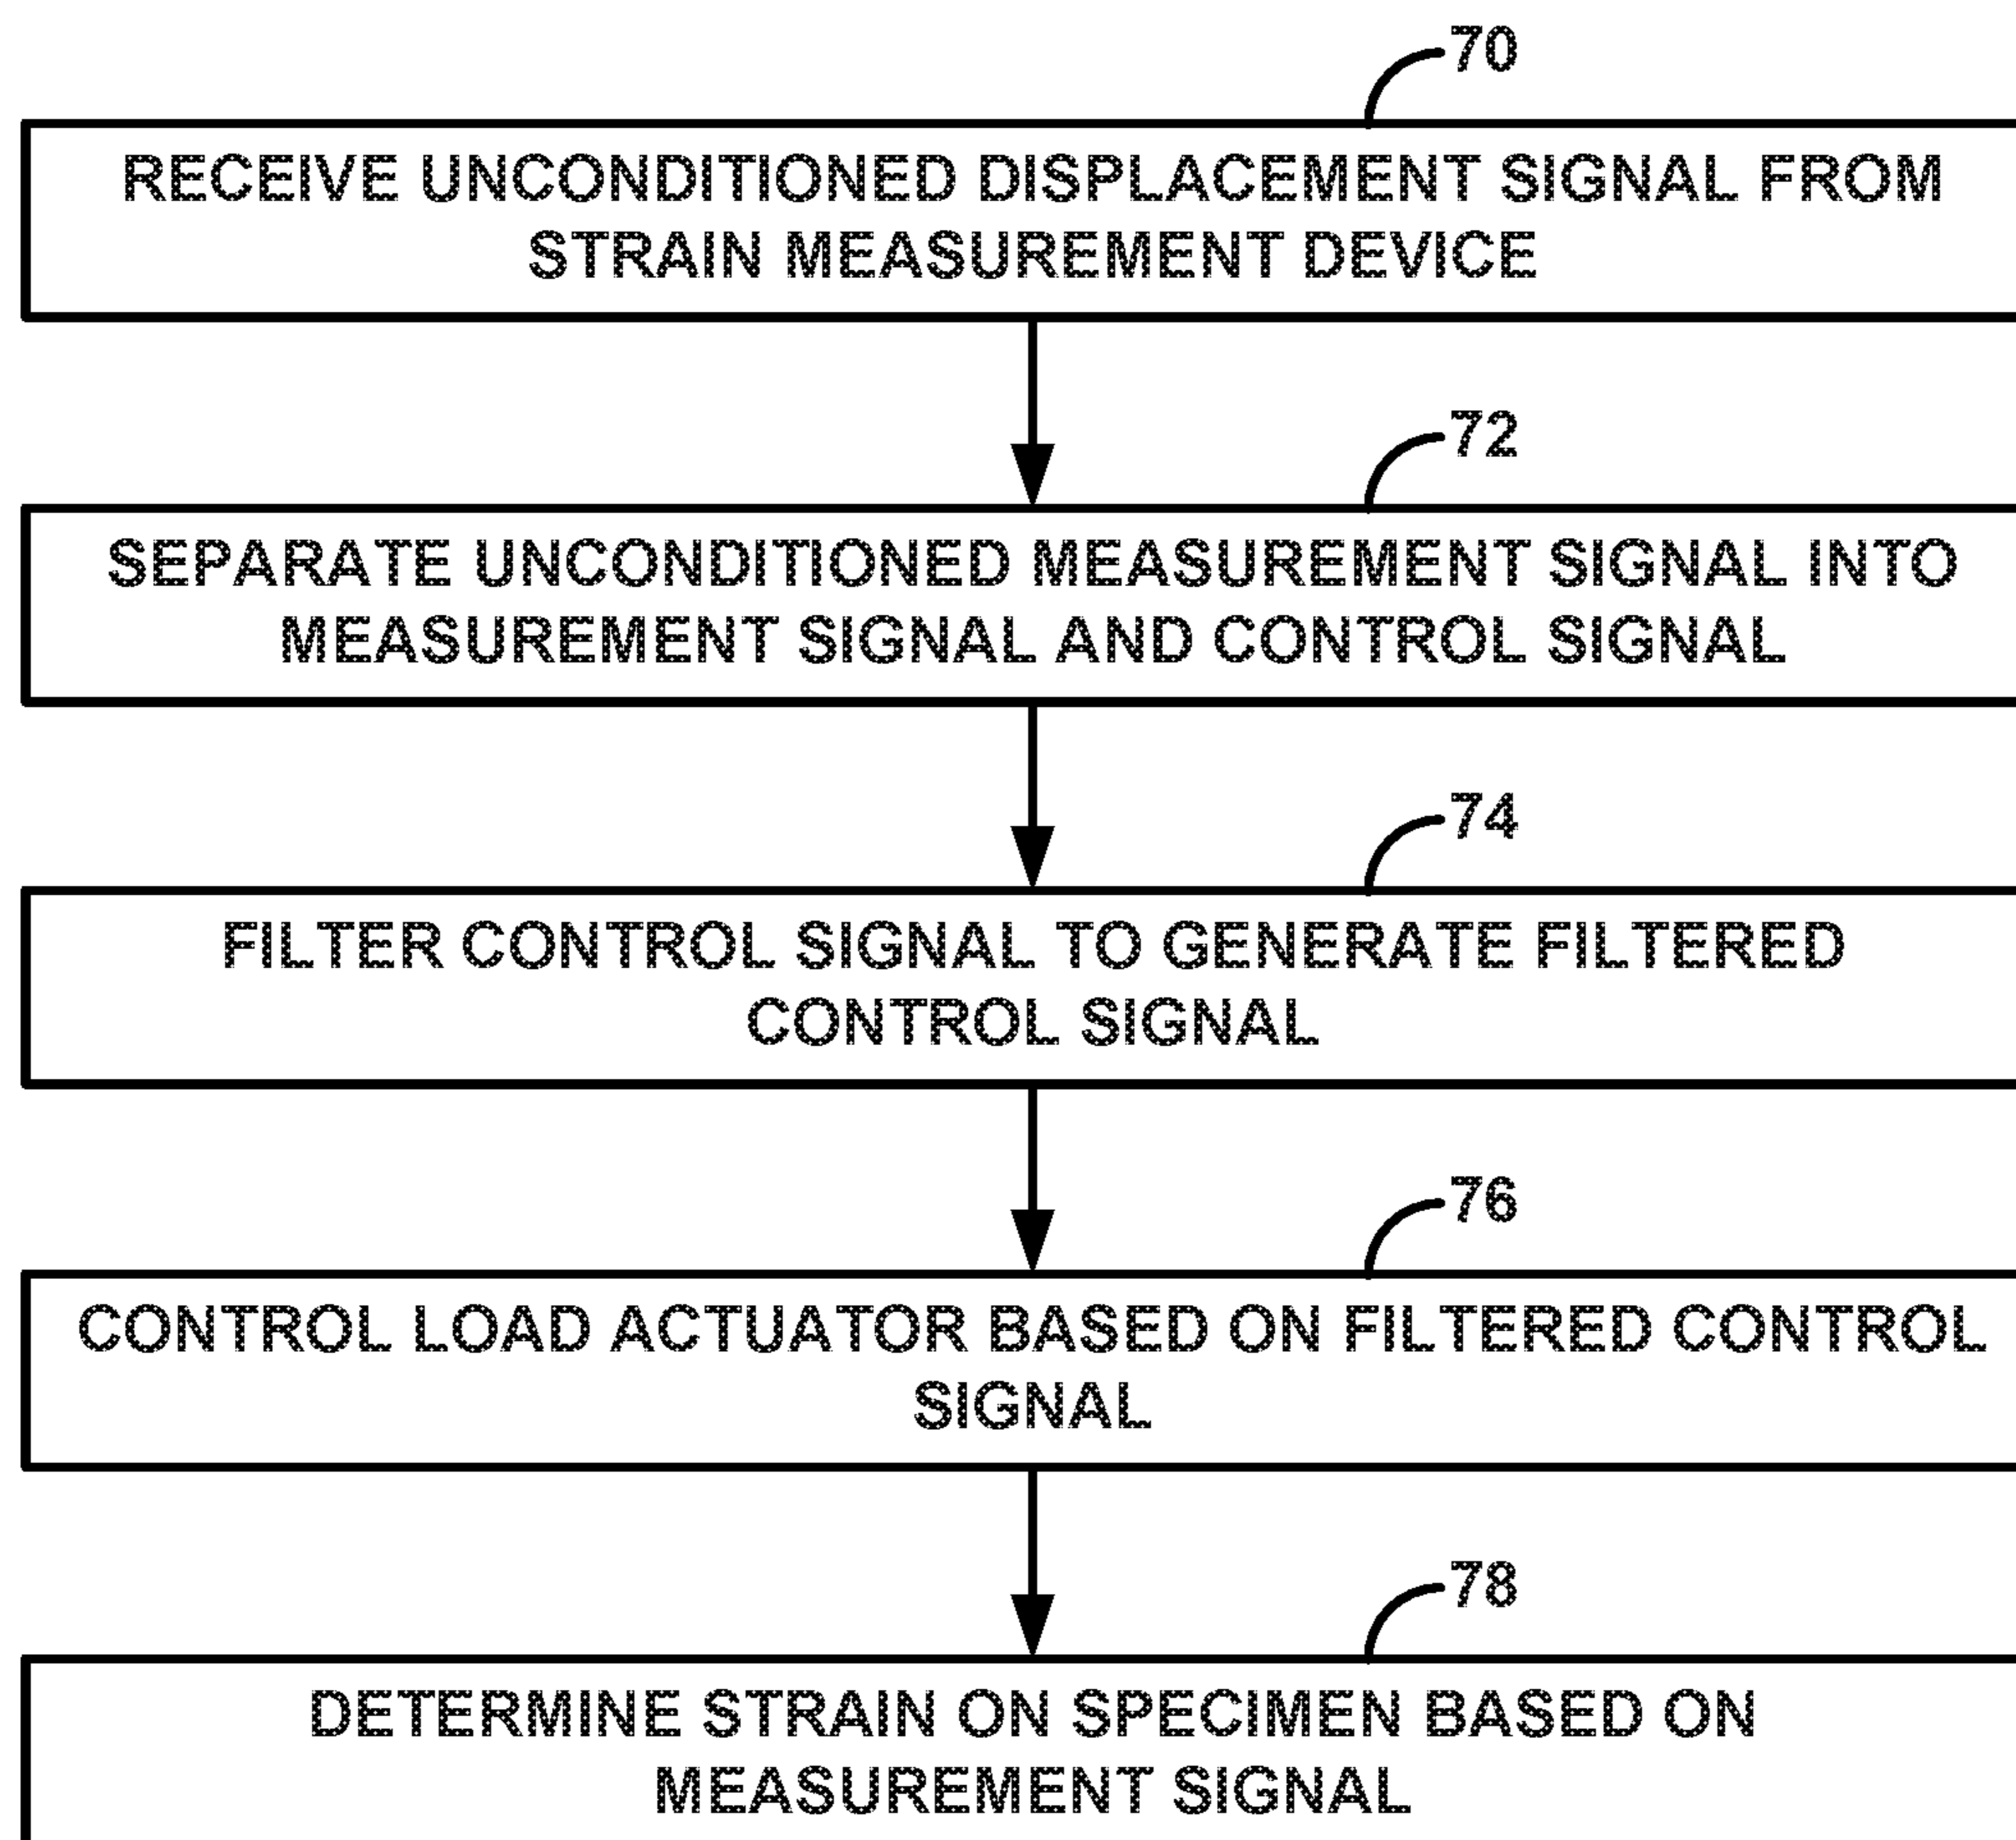 70
RECEIVE UNCONDITIONED DISPLACEMENT SIGNAL FROM
STRAIN MEASUREMENT DEVICE
72
SEPARATE UNCONDITIONED MEASUREMENT SIGNAL INTO
MEASUREMENT SIGNAL AND CONTROL SIGNAL
74
FILTER CONTROL SIGNAL TO GENERATE FILTERED
CONTROL SIGNAL
76
CONTROL LOAD ACTUATOR BASED ON FILTERED CONTROL
SIGNAL
78
DETERMINE STRAIN ON SPECIMEN BASED ON
MEASUREMENT SIGNAL